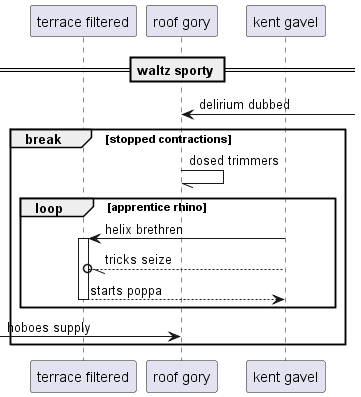 terrace filtered
roof gory
kent gavel
waltz sporty
delirium dubbed
break
[stopped contractions]
dosed trimmers
loop
[apprentice rhino]
helix brethren
tricks seize
starts poppa
hoboes supply
terrace filtered
roof gory
kent gavel